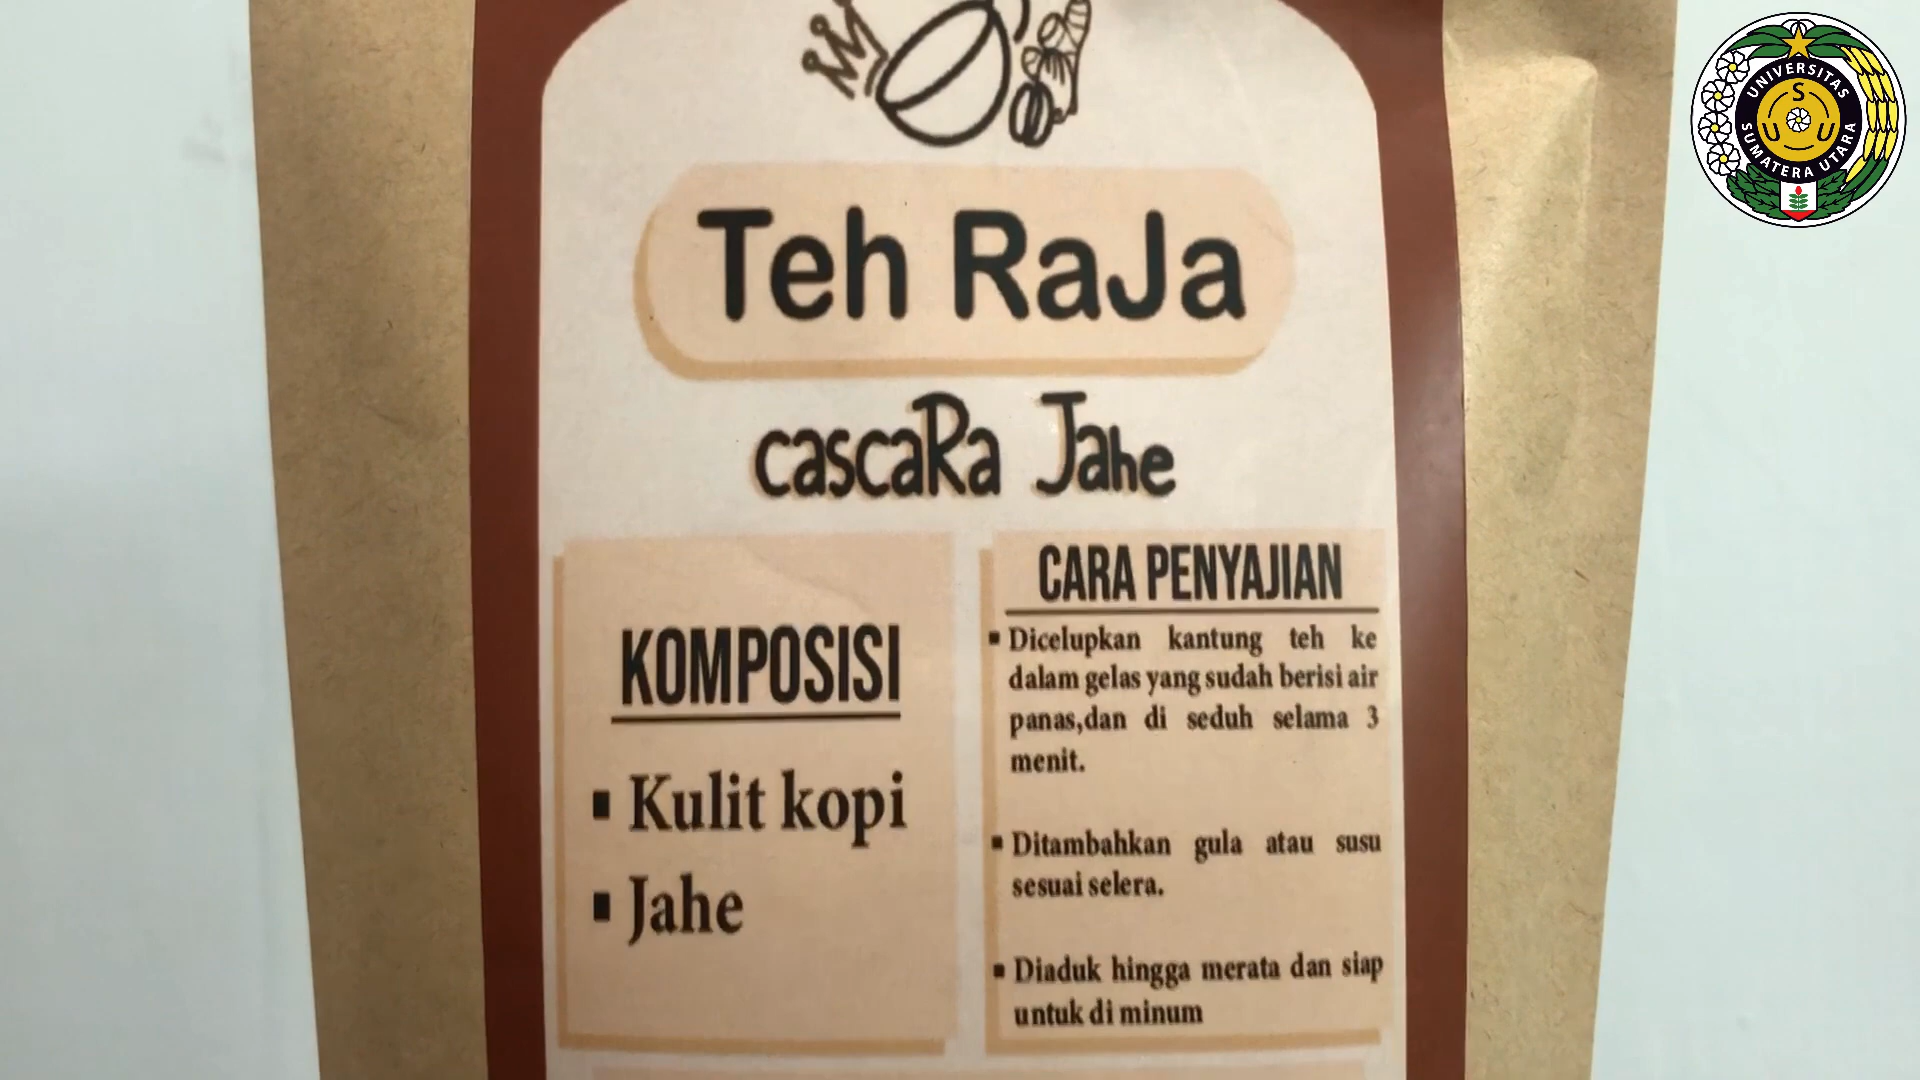 Teh RaJa
cascaRa Jahe
KOMPOSISI
▪ Kulit kopi
▪ Jahe
CARA PENYAJIAN
▪ Dicelupkan kantung teh ke
dalam gelas yang sudah berisi air
panas,dan di seduh selama 3
menit.
▪ Ditambahkan gula atau susu
sesuai selera.
▪ Diaduk hingga merata dan siap
untuk di minum
UNIVERSITAS
SUMATERA UTARA
U S U